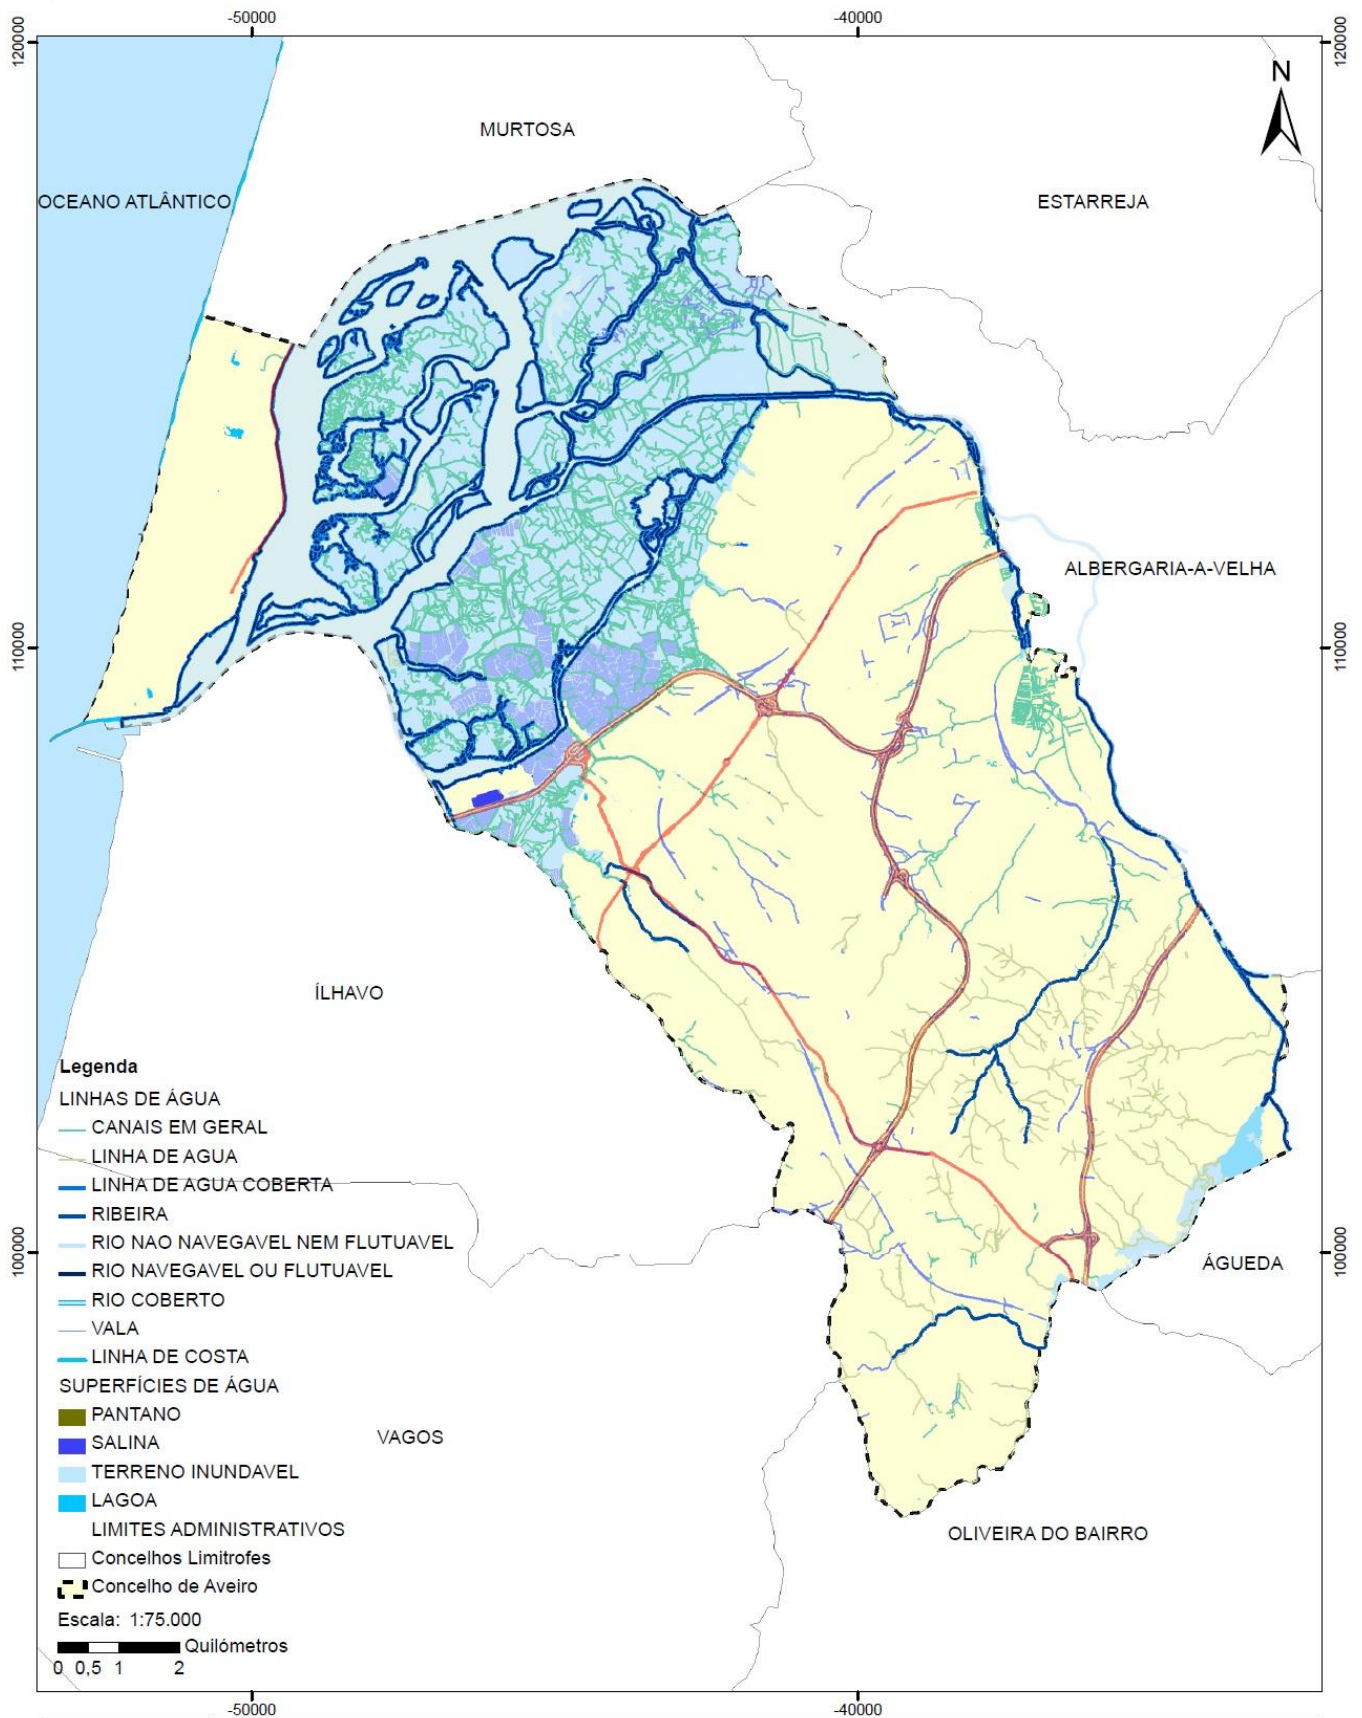 -50000
-40000
120000
120000
N
MURTOSA
OCEANO ATLÂNTICO
ESTARREJA
ALBERGARIA-A-VELHA
110000
110000
ÍLHAVO
Legenda
LINHAS DE ÁGUA
CANAIS EM GERAL
LINHA DE AGUA
LINHA DE AGUA COBERTA
RIBEIRA
RIO NAO NAVEGAVEL NEM FLUTUAVEL
RIO NAVEGAVEL OU FLUTUAVEL
RIO COBERTO
VALA
LINHA DE COSTA
SUPERFÍCIES DE ÁGUA
PANTANO
SALINA
TERRENO INUNDAVEL
LAGOA
LIMITES ADMINISTRATIVOS
Concelhos Limitrofes
Concelho de Aveiro
Escala: 1:75.000
Quilómetros
0 0,5 1 2
100000
100000
ÁGUEDA
VAGOS
OLIVEIRA DO BAIRRO
-50000
-40000